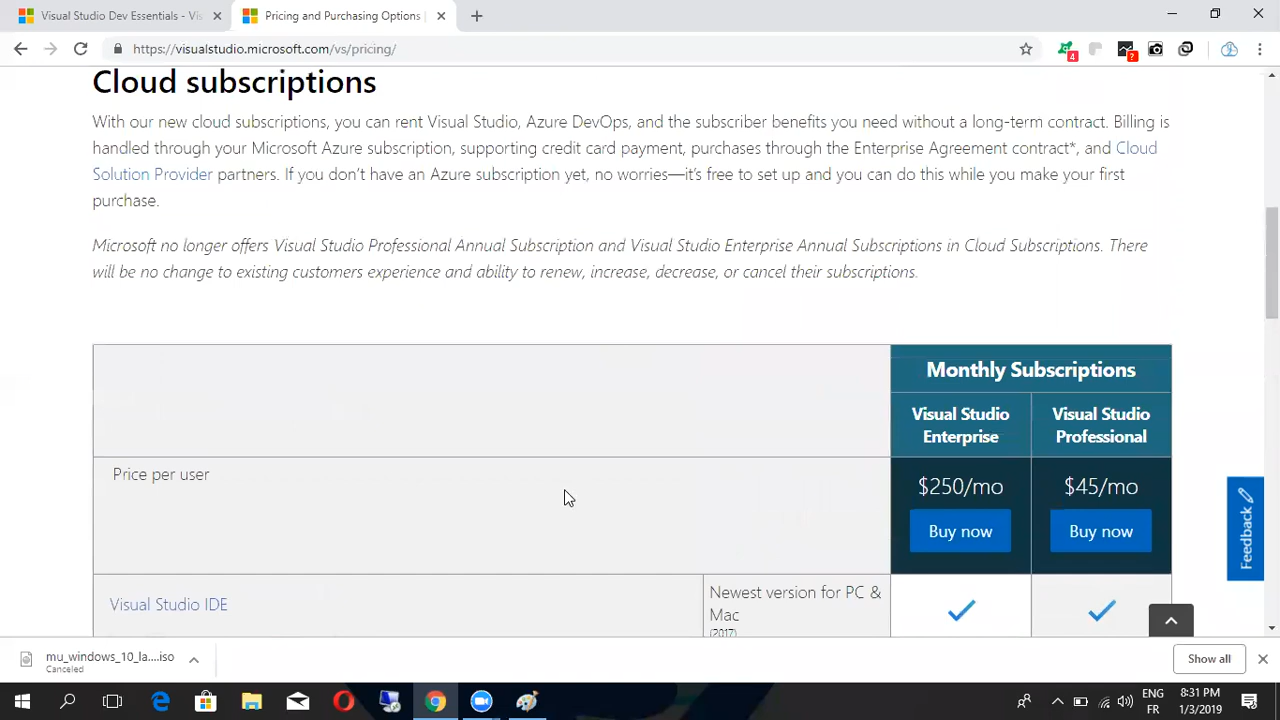 Visual Studio Dev Essentials - Vis
Pricing and Purchasing Options |
https://visualstudio.microsoft.com/vs/pricing/
4
?
Cloud subscriptions
With our new cloud subscriptions, you can rent Visual Studio, Azure DevOps, and the subscriber benefits you need without a long-term contract. Billing is
handled through your Microsoft Azure subscription, supporting credit card payment, purchases through the Enterprise Agreement contract*, and Cloud
Solution Provider partners. If you don't have an Azure subscription yet, no worries—it's free to set up and you can do this while you make your first
purchase.
Microsoft no longer offers Visual Studio Professional Annual Subscription and Visual Studio Enterprise Annual Subscriptions in Cloud Subscriptions. There
will be no change to existing customers experience and ability to renew, increase, decrease, or cancel their subscriptions.
Monthly Subscriptions
Visual Studio
Enterprise
Visual Studio
Professional
Price per user
$250/mo
$45/mo
Buy now
Buy now
Visual Studio IDE
Newest version for PC &
Mac
(2017)
Feedback
mu_windows_10_la....iso
Canceled
Show all
ENG
FR
8:31 PM
1/3/2019